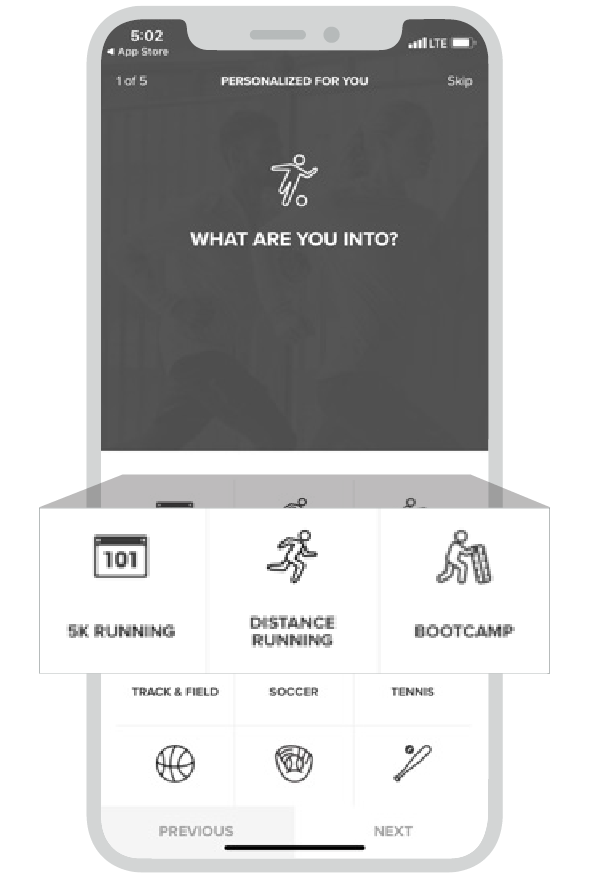 5:02
◀ App Store
LTE
1 of 5
PERSONALIZED FOR YOU
Skip
WHAT ARE YOU INTO?
101
5K RUNNING
DISTANCE
RUNNING
BOOTCAMP
TRACK & FIELD
SOCCER
TENNIS
PREVIOUS
NEXT